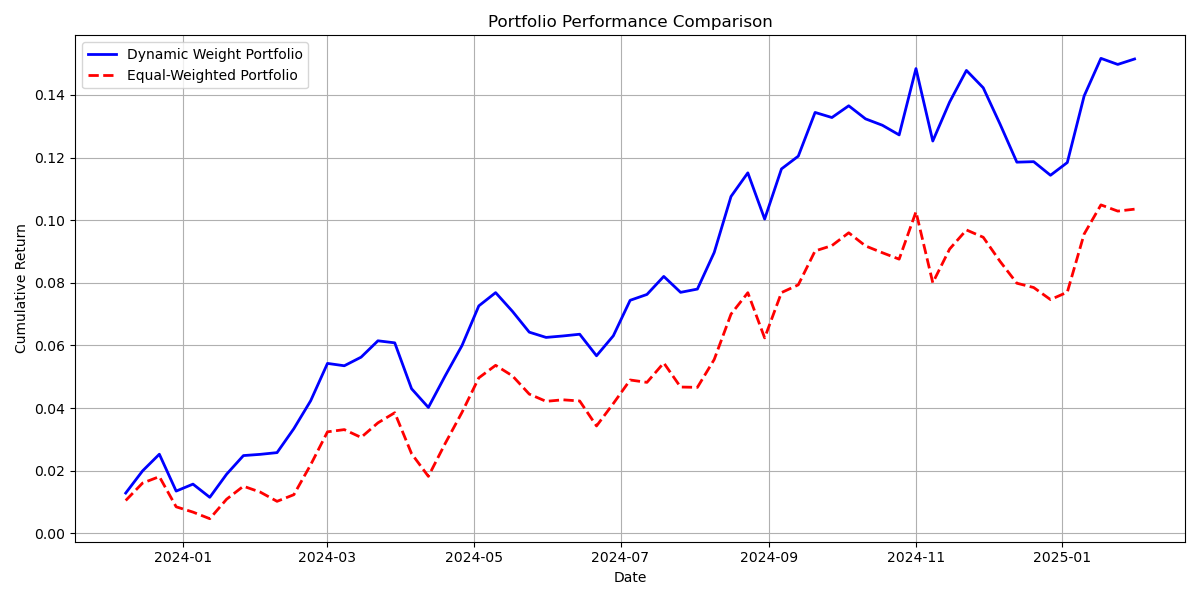 Portfolio Performance Comparison
Dynamic Weight Portfolio
Equal-Weighted Portfolio
Cumulative Return
0.14
0.12
0.10
0.08
0.06
0.04
0.02
0.00
2024-01 2024-03 2024-05 2024-07 2024-09 2024-11 2025-01
Date